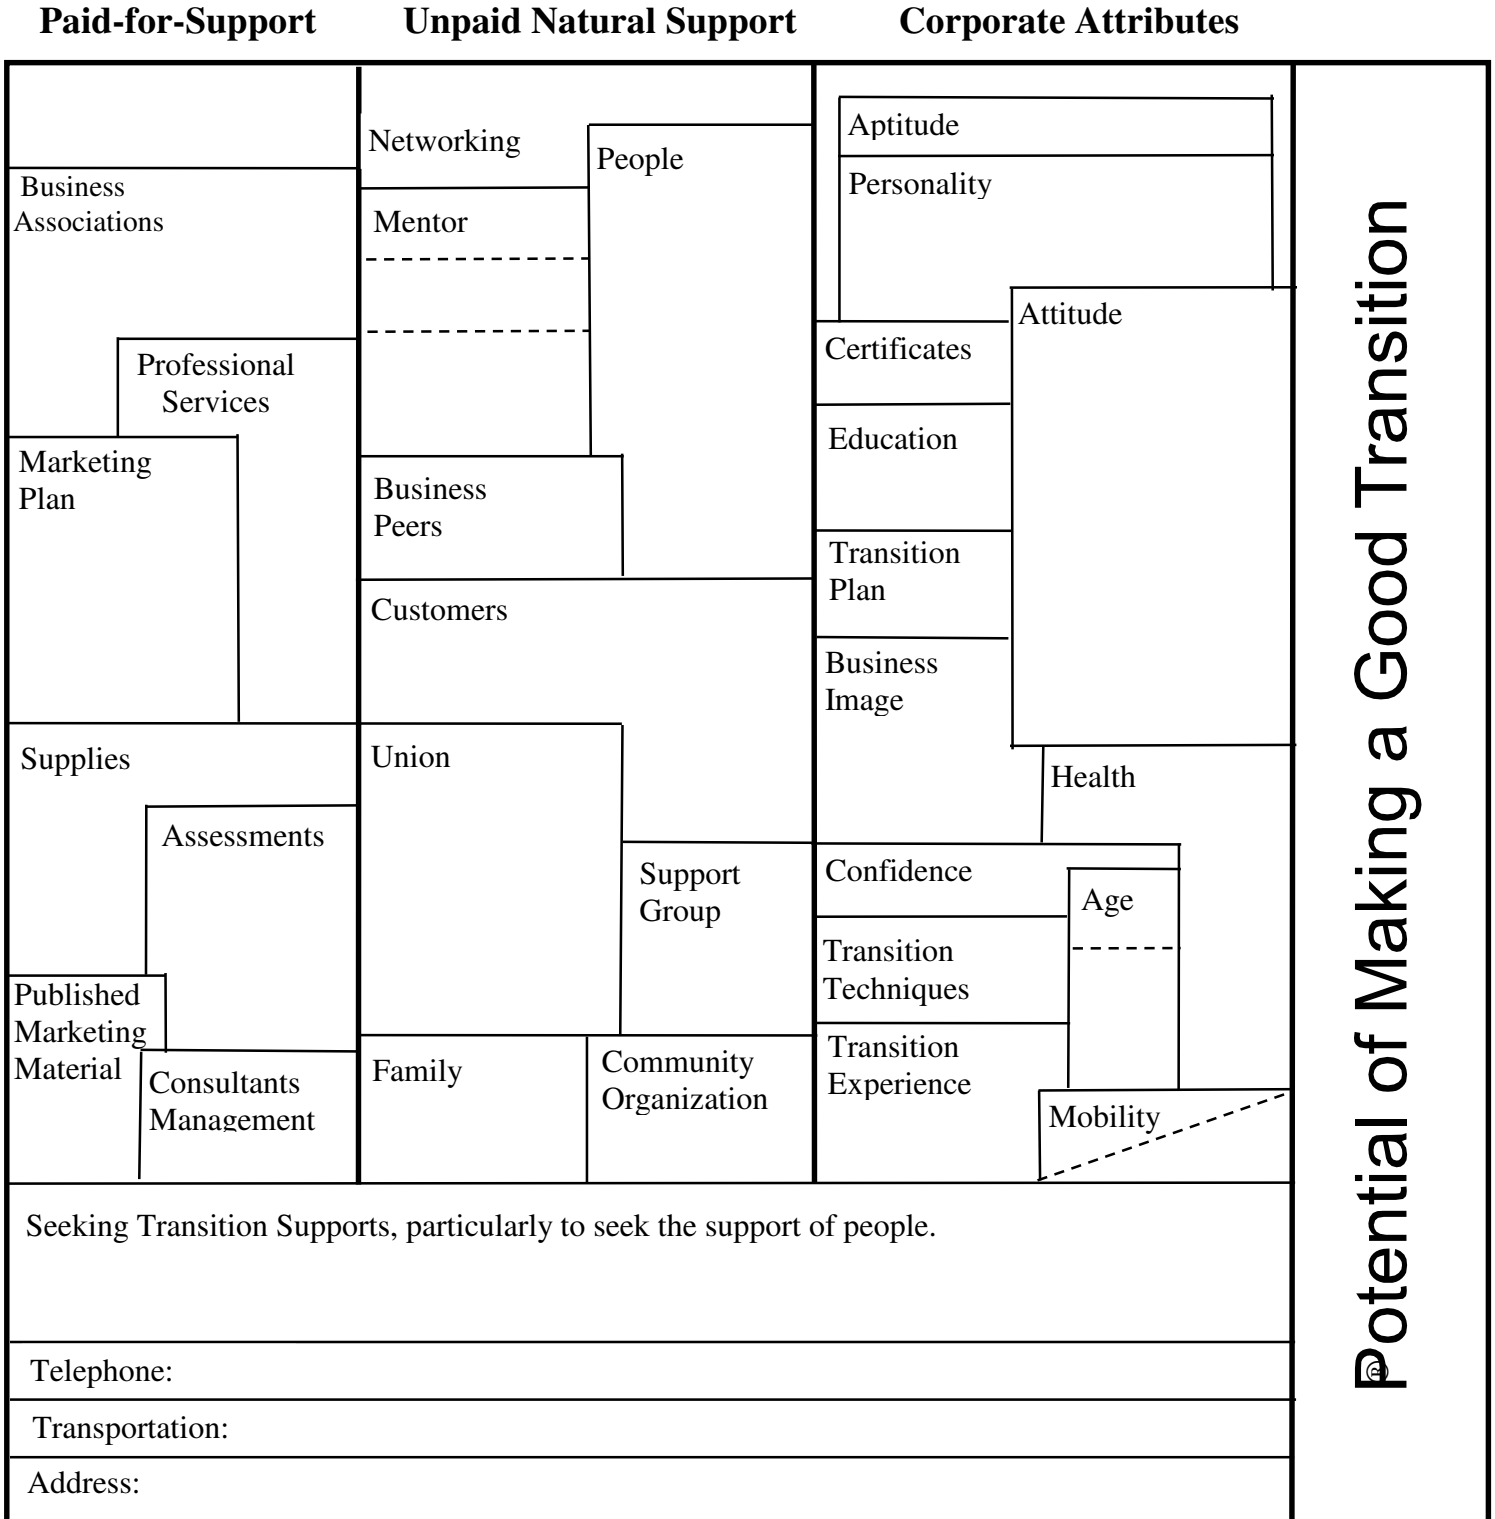 Paid-for-Support
Unpaid Natural Support
Corporate Attributes
Business
Associations
Professional
Services
Marketing
Plan
Supplies
Assessments
Published
Marketing
Material
Consultants
Management
Networking
People
Mentor
Business
Peers
Customers
Union
Support
Group
Family
Community
Organization
Aptitude
Personality
Attitude
Certificates
Education
Transition
Plan
Business
Image
Health
Confidence
Age
Transition
Techniques
Transition
Experience
Mobility
Seeking Transition Supports, particularly to seek the support of people.
Telephone:
Transportation:
Address:
Potential of Making a Good Transition
®